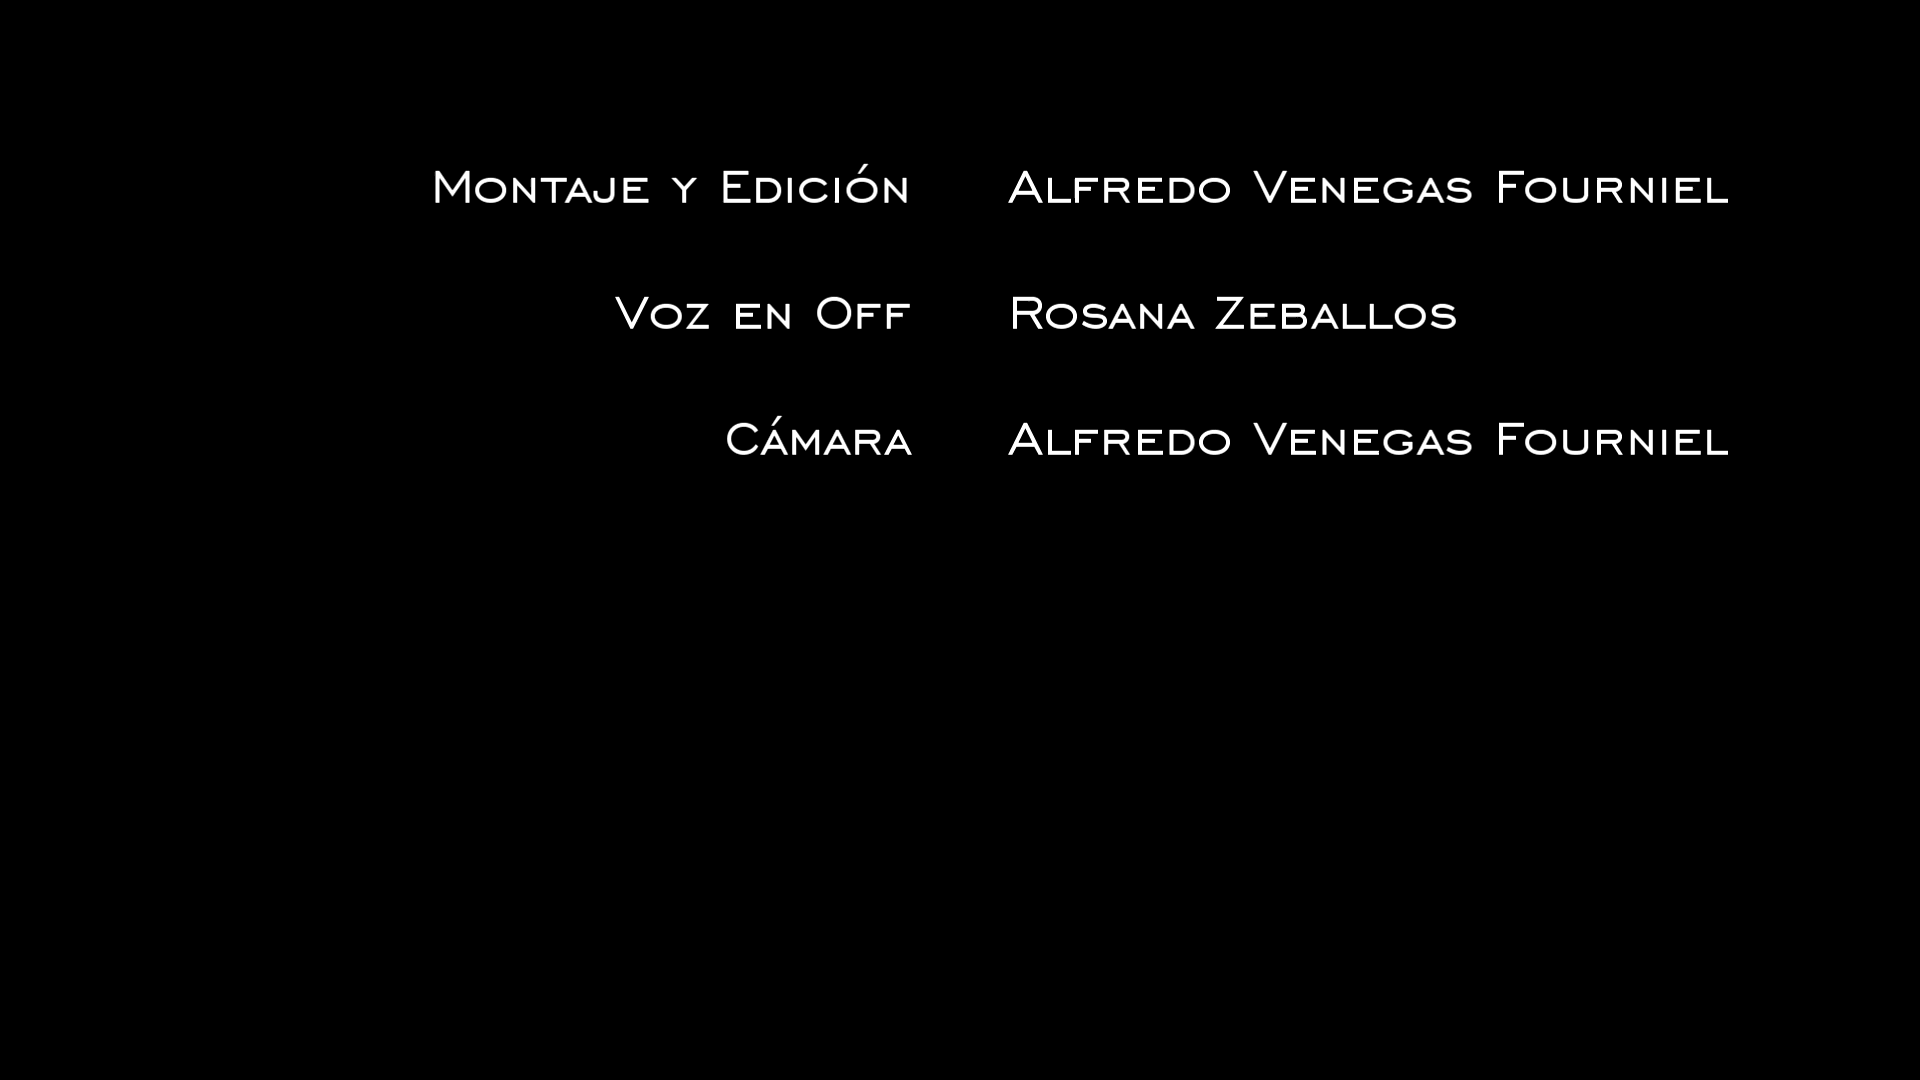 Montaje y Edición Alfredo Venegas Fourniel
Voz en Off Rosana Zeballos
Cámara Alfredo Venegas Fourniel